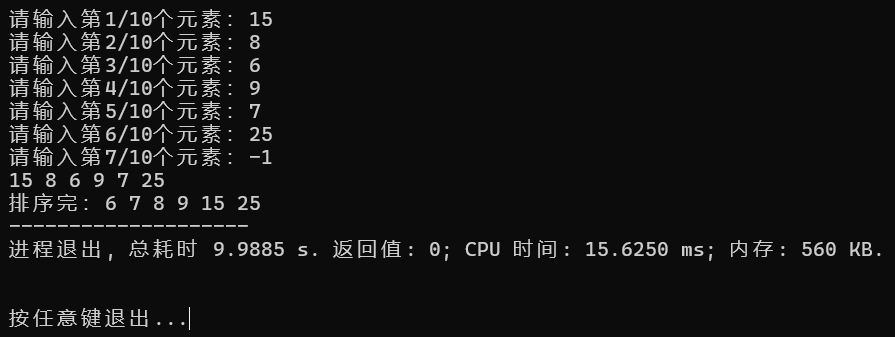 请输入第1/10个元素: 15
请输入第2/10个元素: 8
请输入第3/10个元素: 6
请输入第4/10个元素: 9
请输入第5/10个元素: 7
请输入第6/10个元素: 25
请输入第7/10个元素: -1
15 8 6 9 7 25
排序完: 6 7 8 9 15 25
--------------------
进程退出, 总耗时 9.9885 s. 返回值: 0; CPU 时间: 15.6250 ms; 内存: 560 KB.
按任意键退出...